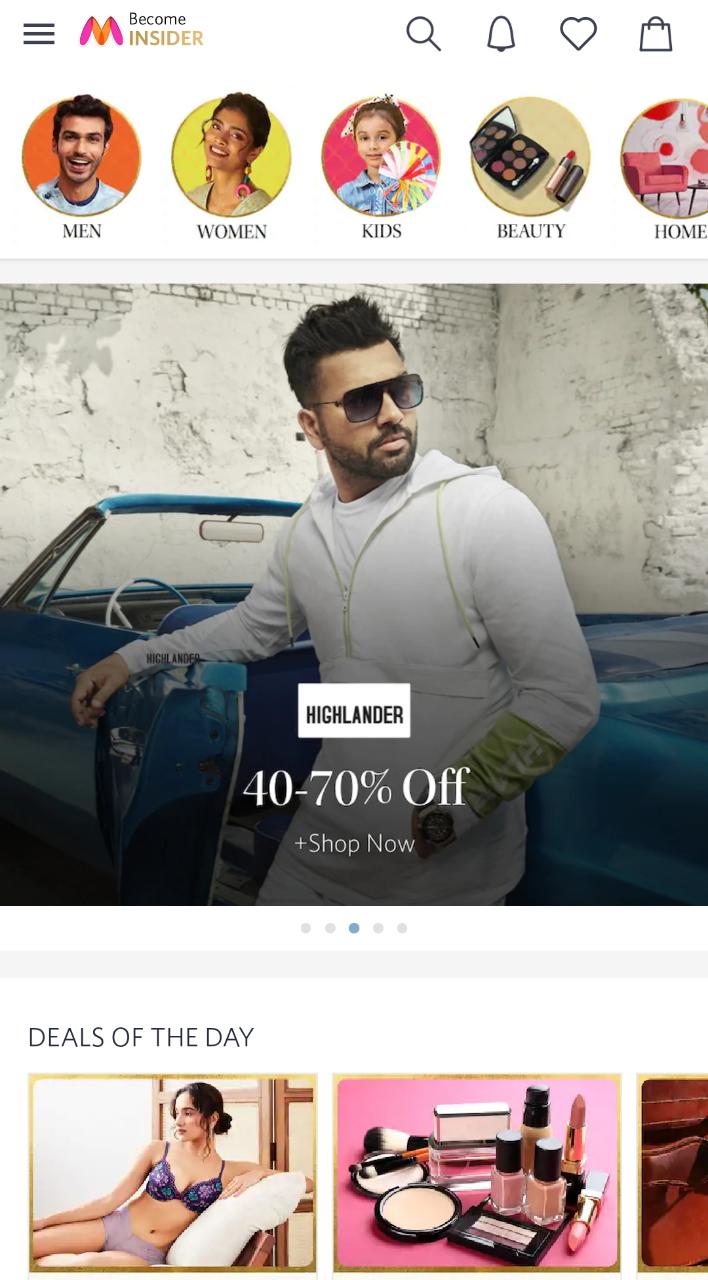 Become
INSIDER
MEN
WOMEN
KIDS
BEAUTY
HOME
HIGHLANDER
HIGHLANDER
40-70% Off
+Shop Now
DEALS OF THE DAY